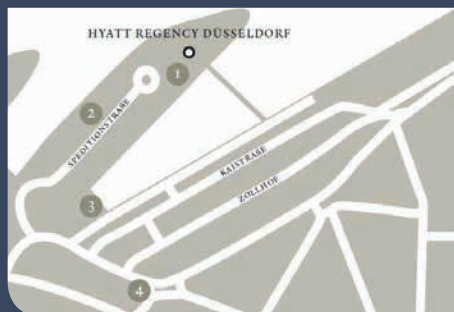 HYATT REGENCY DÜSSELDORF
1
2
SPEDITIONSTRAßE
KAISTRAßE
3
ZOLLHOF
4